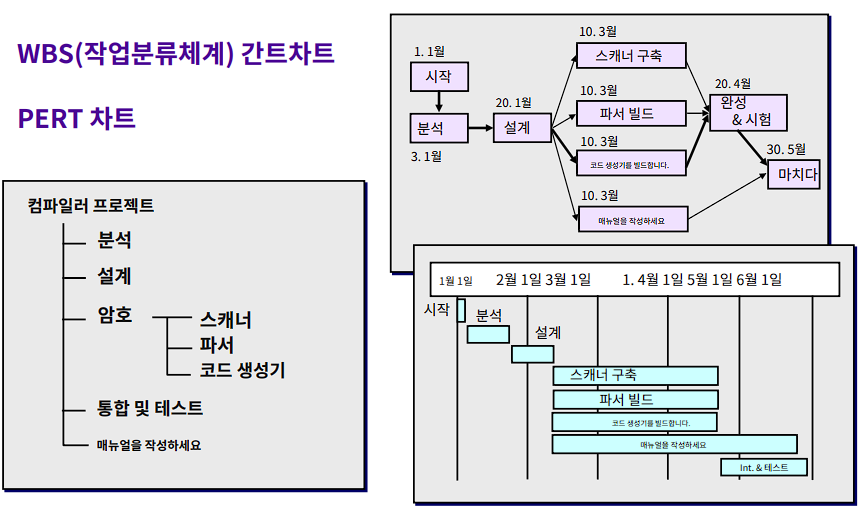 WBS(작업분류체계) 간트차트
PERT 차트
컴파일러 프로젝트
분석
설계
암호
스캐너
파서
코드 생성기
통합 및 테스트
매뉴얼을 작성하세요
1. 1월
시작
분석
3. 1월
20. 1월
설계
10. 3월
스캐너 구축
10. 3월
파서 빌드
10. 3월
코드 생성기를 빌드합니다.
10. 3월
매뉴얼을 작성하세요
20. 4월
완성
& 시험
30. 5월
마치다
1월 1일 2월 1일 3월 1일 1. 4월 1일 5월 1일 6월 1일
시작
분석
설계
스캐너 구축
파서 빌드
코드 생성기를 빌드합니다.
매뉴얼을 작성하세요
Int. & 테스트